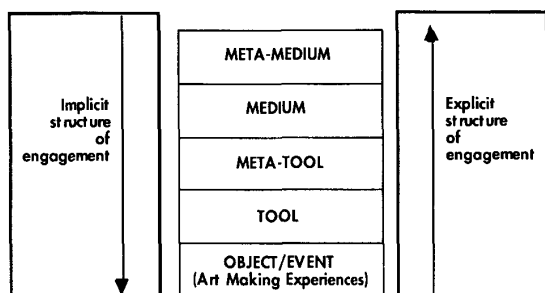 META-MEDIUM
MEDIUM
META-TOOL
TOOL
OBJECT/EVENT
(Art Making Experiences)
Implicit
structure
of
engagement
Explicit
structure
of
engagement